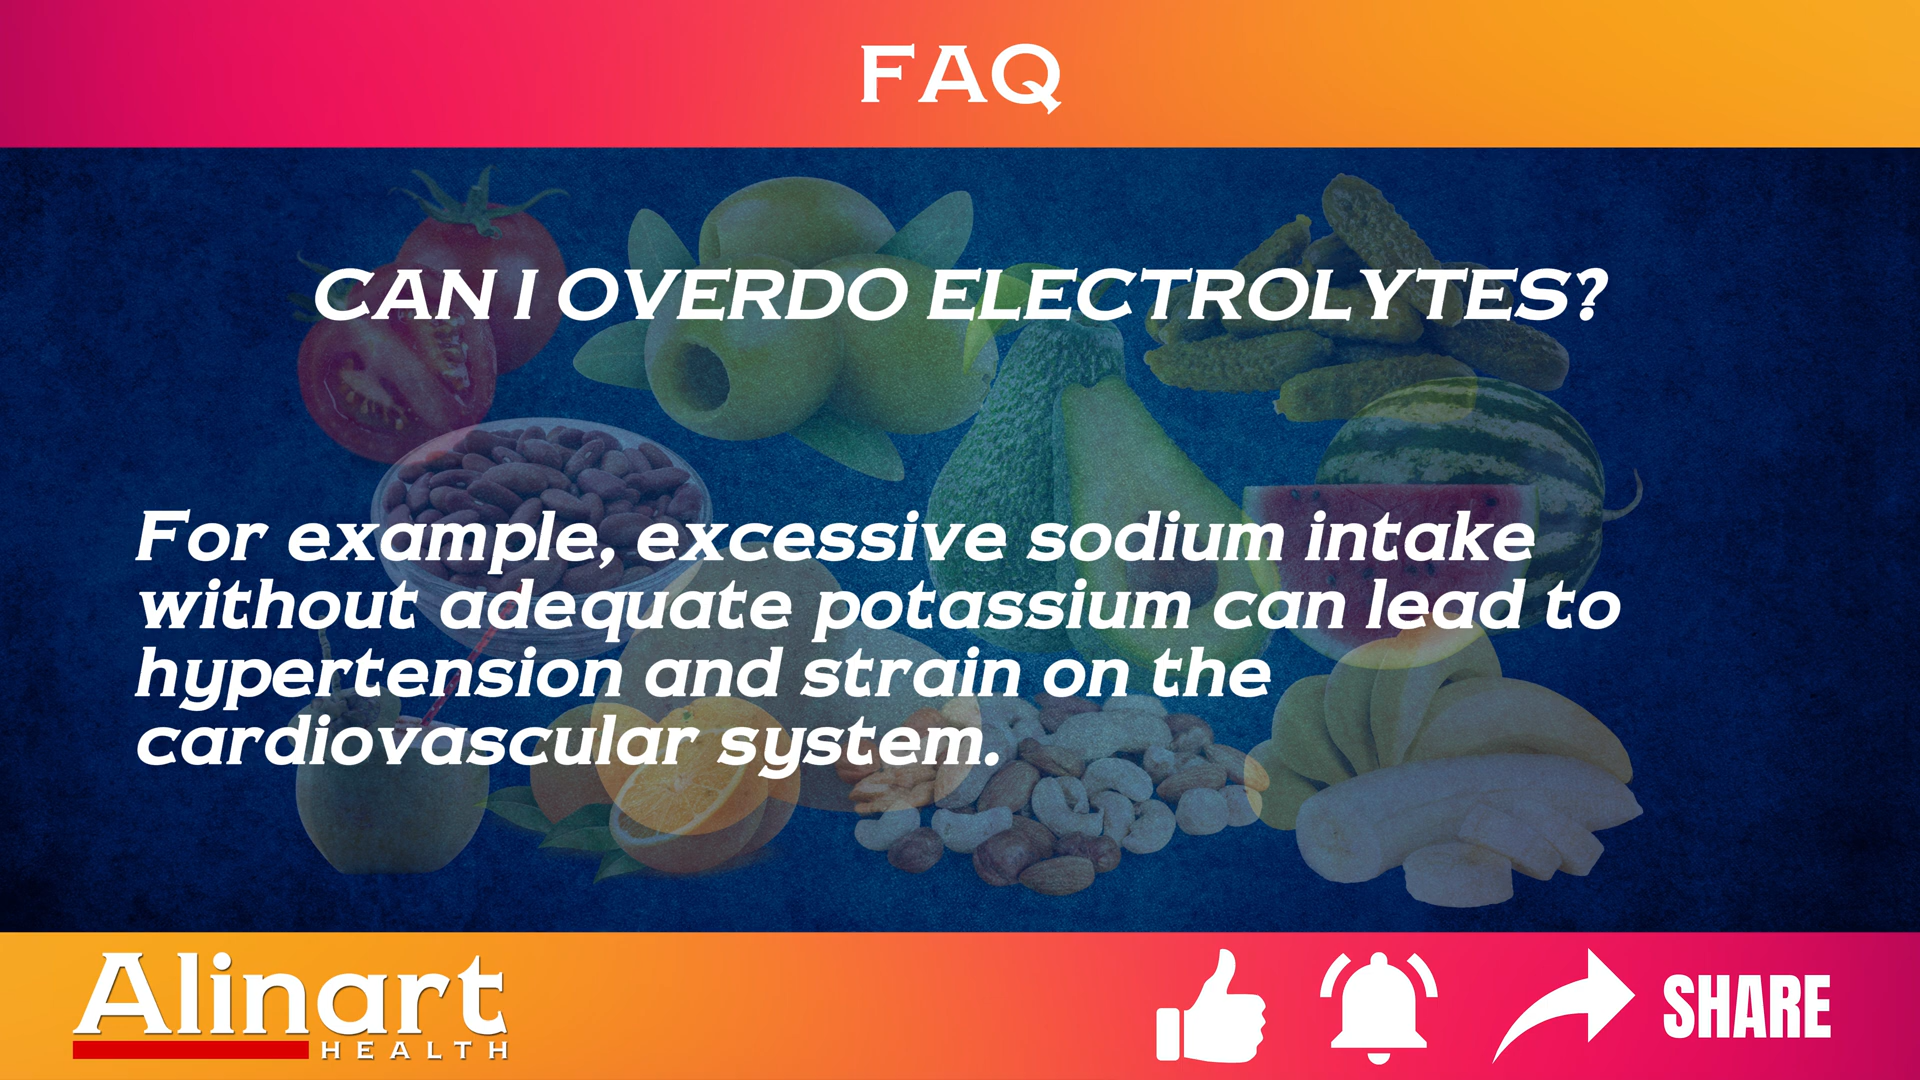 FAQ
CAN I OVERDO ELECTROLYTES?
For example, excessive sodium intake
without adequate potassium can lead to
hypertension and strain on the
cardiovascular system.
Alinart
HEALTH
SHARE